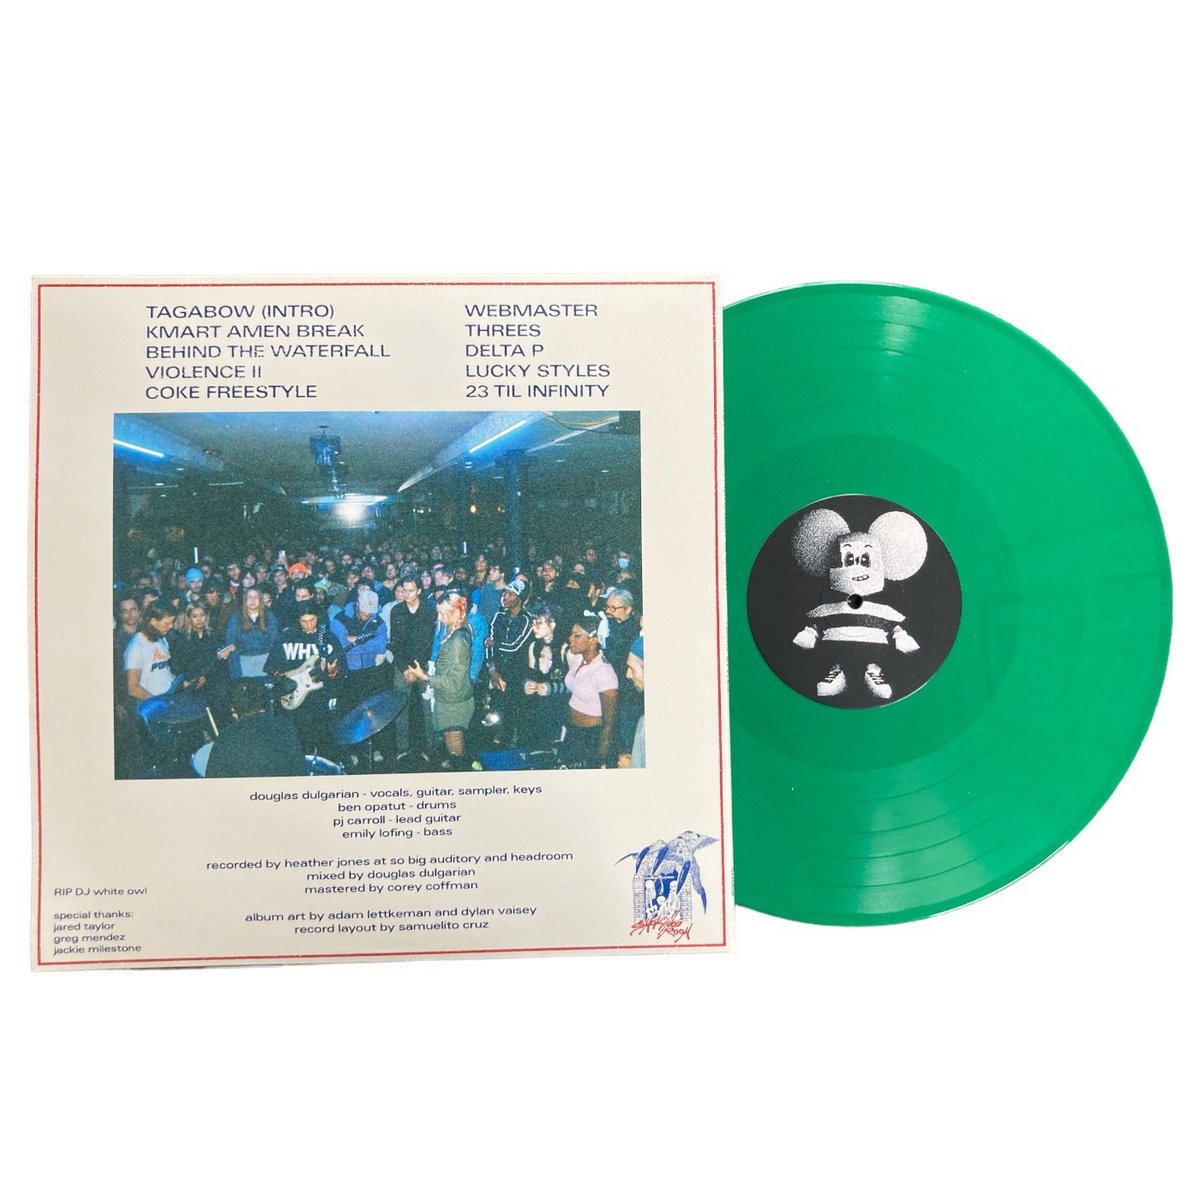 TAGABOW (INTRO)
KMART AMEN BREAK
BEHIND THE WATERFALL
VIOLENCE II
COKE FREESTYLE
WEBMASTER
THREES
DELTA P
LUCKY STYLES
23 TIL INFINITY
WHY?
douglas dulgarian - vocals, guitar, sampler, keys
ben opatut - drums
pj carroll - lead guitar
emily lofing - bass
recorded by heather jones at so big auditory and headroom
mixed by douglas dulgarian
mastered by corey coffman
album art by adam lettkeman and dylan vaisey
record layout by samuelito cruz
RIP DJ white owl
special thanks:
jared taylor
greg mendez
jackie milestone
SMOKING
ROOM